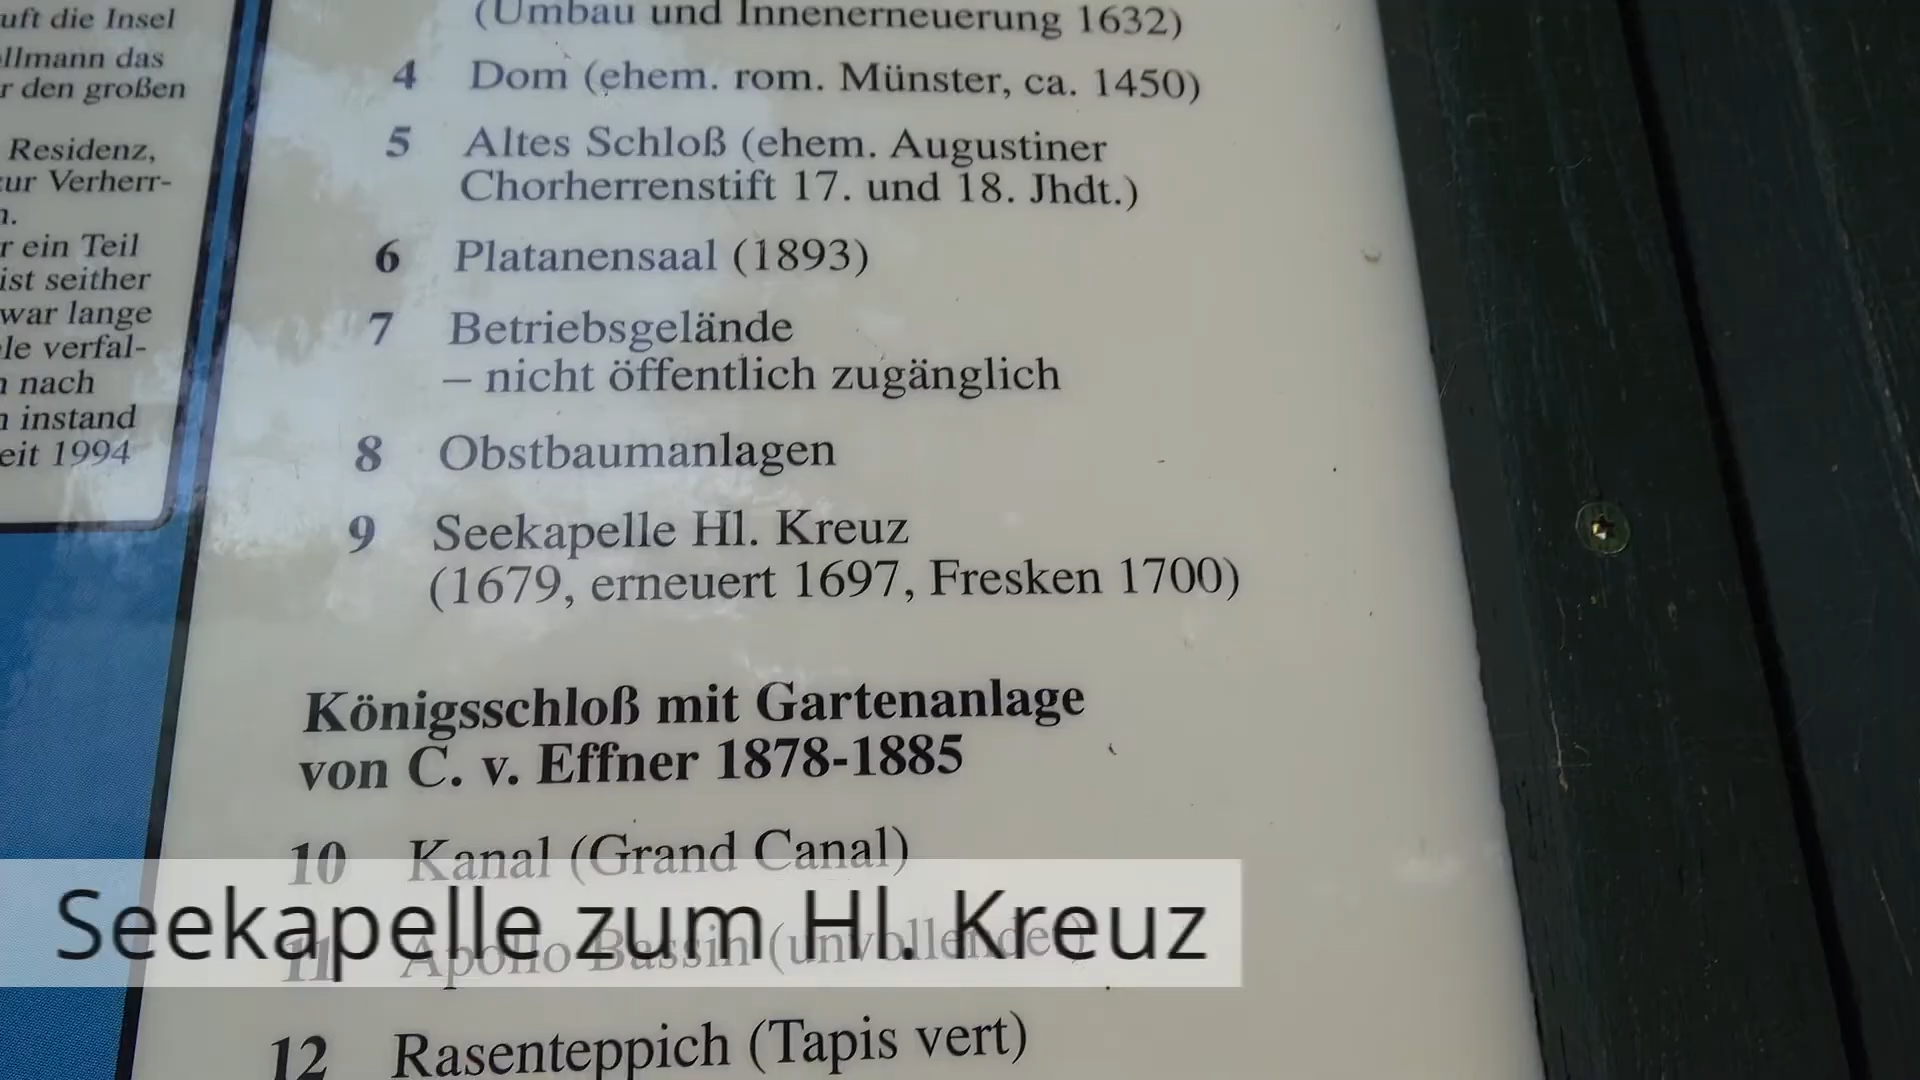 uft die Insel
llmann das
r den großen
Residenz,
zur Verherr-
n.
r ein Teil
ist seither
war lange
le verfal-
n nach
n instand
eit 1994
(Umbau und Innenerneuerung 1632)
4 Dom (ehem. rom. Münster, ca. 1450)
5 Altes Schloß (ehem. Augustiner
Chorherrenstift 17. und 18. Jhdt.)
6 Platanensaal (1893)
7 Betriebsgelände
– nicht öffentlich zugänglich
8 Obstbaumanlagen
9 Seekapelle Hl. Kreuz
(1679, erneuert 1697, Fresken 1700)
Königsschloß mit Gartenanlage
von C. v. Effner 1878-1885
10 Kanal (Grand Canal)
11 Apollo Bassin (unvollendet)
Seekapelle zum Hl. Kreuz
12 Rasenteppich (Tapis vert)